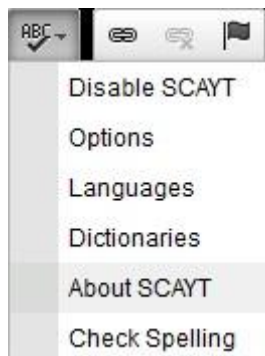 ABC
Disable SCAYT
Options
Languages
Dictionaries
About SCAYT
Check Spelling